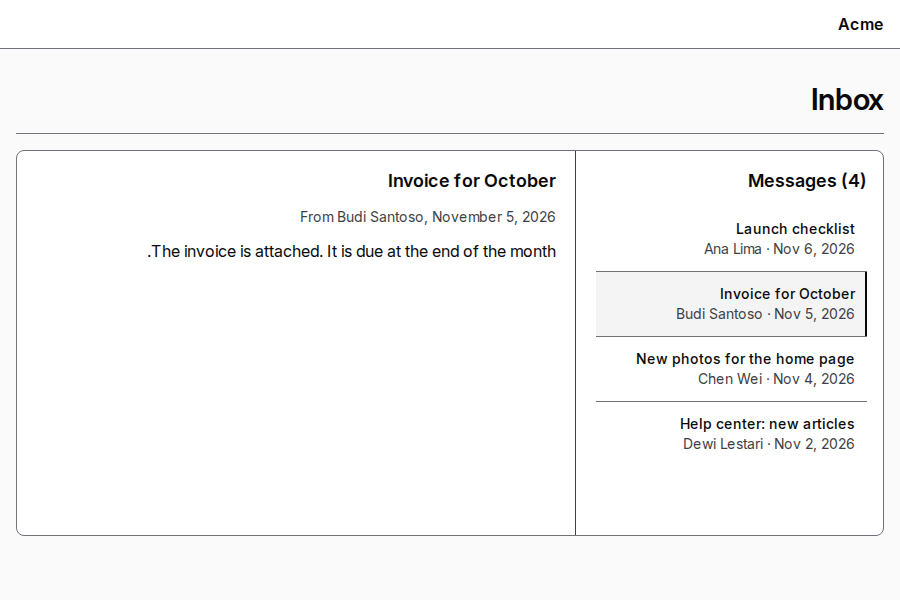 Acme
Inbox
Messages (4)
Launch checklist
Ana Lima · Nov 6, 2026
Invoice for October
Budi Santoso · Nov 5, 2026
New photos for the home page
Chen Wei · Nov 4, 2026
Help center: new articles
Dewi Lestari · Nov 2, 2026
Invoice for October
From Budi Santoso, November 5, 2026
The invoice is attached. It is due at the end of the month.